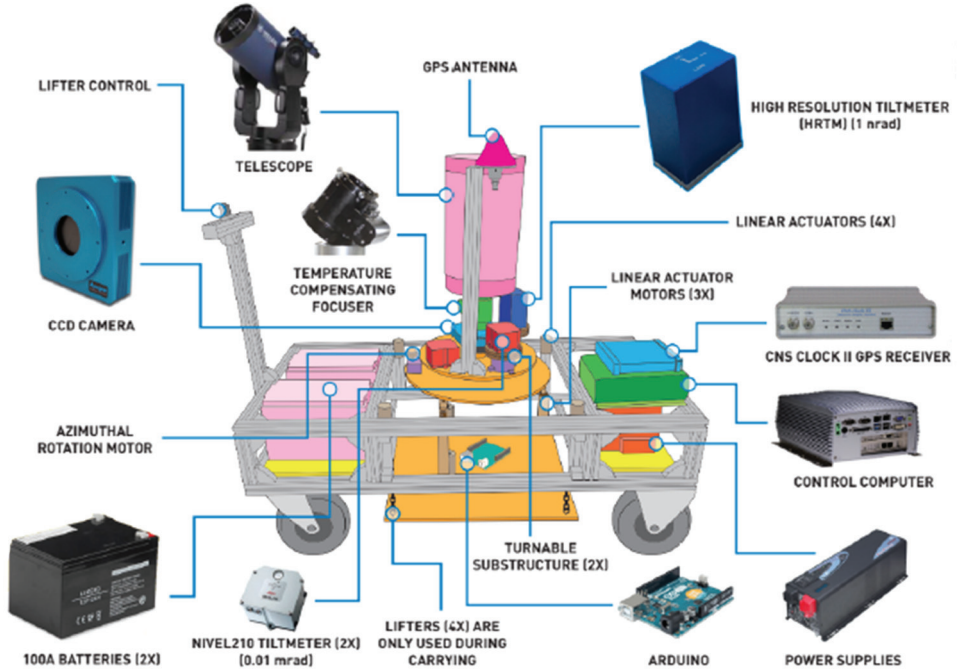 GPS ANTENNA
LIFTER CONTROL
HIGH RESOLUTION TILTMETER
(HRTM) (1 nrad)
TELESCOPE
LINEAR ACTUATORS (4X)
TEMPERATURE
COMPENSATING
FOCUSER
LINEAR ACTUATOR
MOTORS (3X)
CCD CAMERA
CNS CLOCK II GPS RECEIVER
AZIMUTHAL
ROTATION MOTOR
CONTROL COMPUTER
TURNABLE
SUBSTRUCTURE (2X)
100A BATTERIES (2X)
NIVEL210 TILTMETER (2X)
(0.01 mrad)
LIFTERS (4X) ARE
ONLY USED DURING
CARRYING
ARDUINO
POWER SUPPLIES